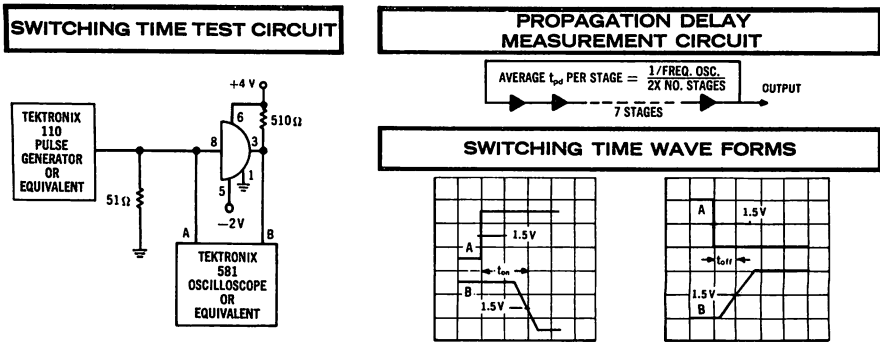 SWITCHING TIME TEST CIRCUIT
+4 V
6
510Ω
TEKTRONIX
110
PULSE
GENERATOR
OR
EQUIVALENT
8
3
1
5
51Ω
—2V
A
B
TEKTRONIX
581
OSCILLOSCOPE
OR
EQUIVALENT
PROPAGATION DELAY
MEASUREMENT CIRCUIT
AVERAGE tpd PER STAGE = 1/FREQ. OSC.
2X NO. STAGES
OUTPUT
7 STAGES
SWITCHING TIME WAVE FORMS
A
1.5V
ton
B
1.5V
A
1.5V
toff
1.5V
B